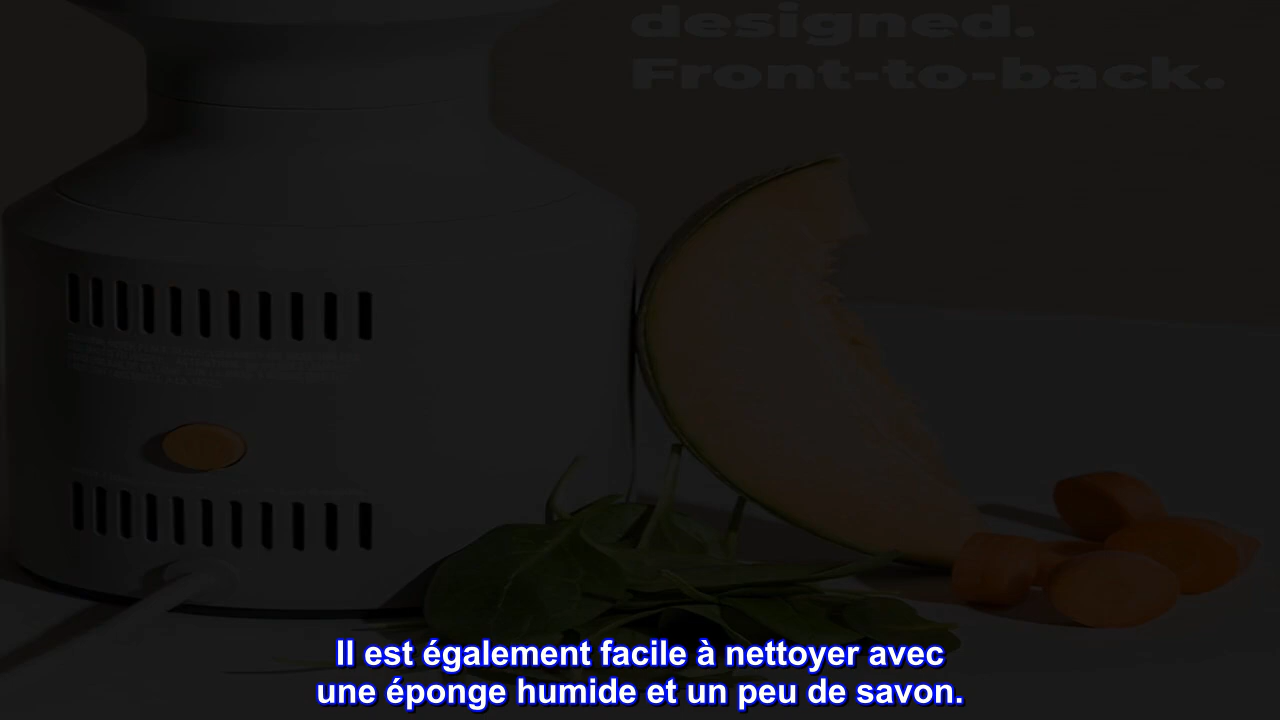 designed.
Front-to-back.
Il est également facile à nettoyer avec
une éponge humide et un peu de savon.